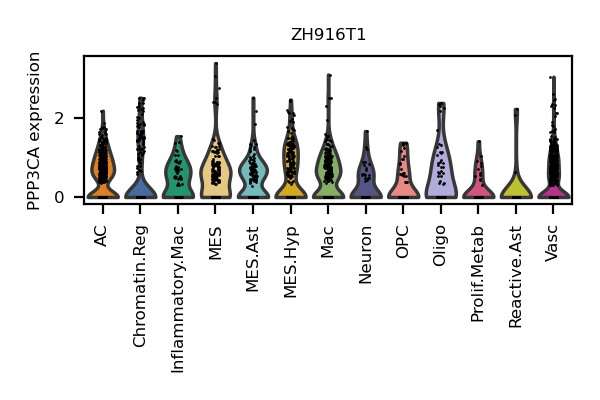 ZH916T1
PPP3CA expression
2
0
AC
Chromatin.Reg
Inflammatory.Mac
MES
MES.Ast
MES.Hyp
Mac
Neuron
OPC
Oligo
Prolif.Metab
Reactive.Ast
Vasc